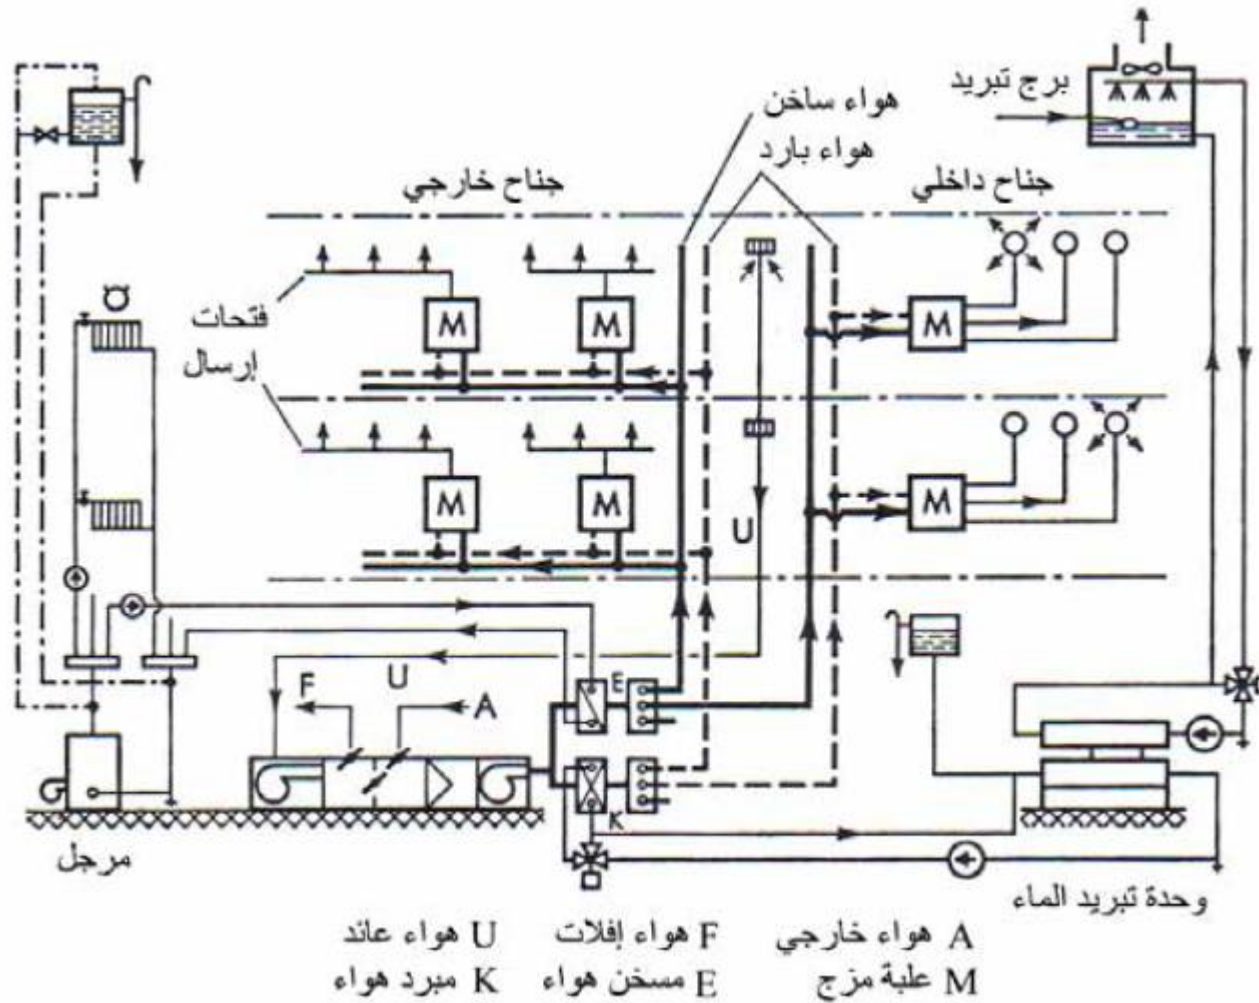 برج تبريد
هواء ساخن
هواء بارد
جناح خارجي
جناح داخلي
فتحات
إرسال
M
M
M
M
M
M
U
E
F
U
A
K
مرجل
وحدة تبريد الماء
A هواء خارجي F هواء إفلات U هواء عائد
M علبة مزج E مسخن هواء K مبرد هواء